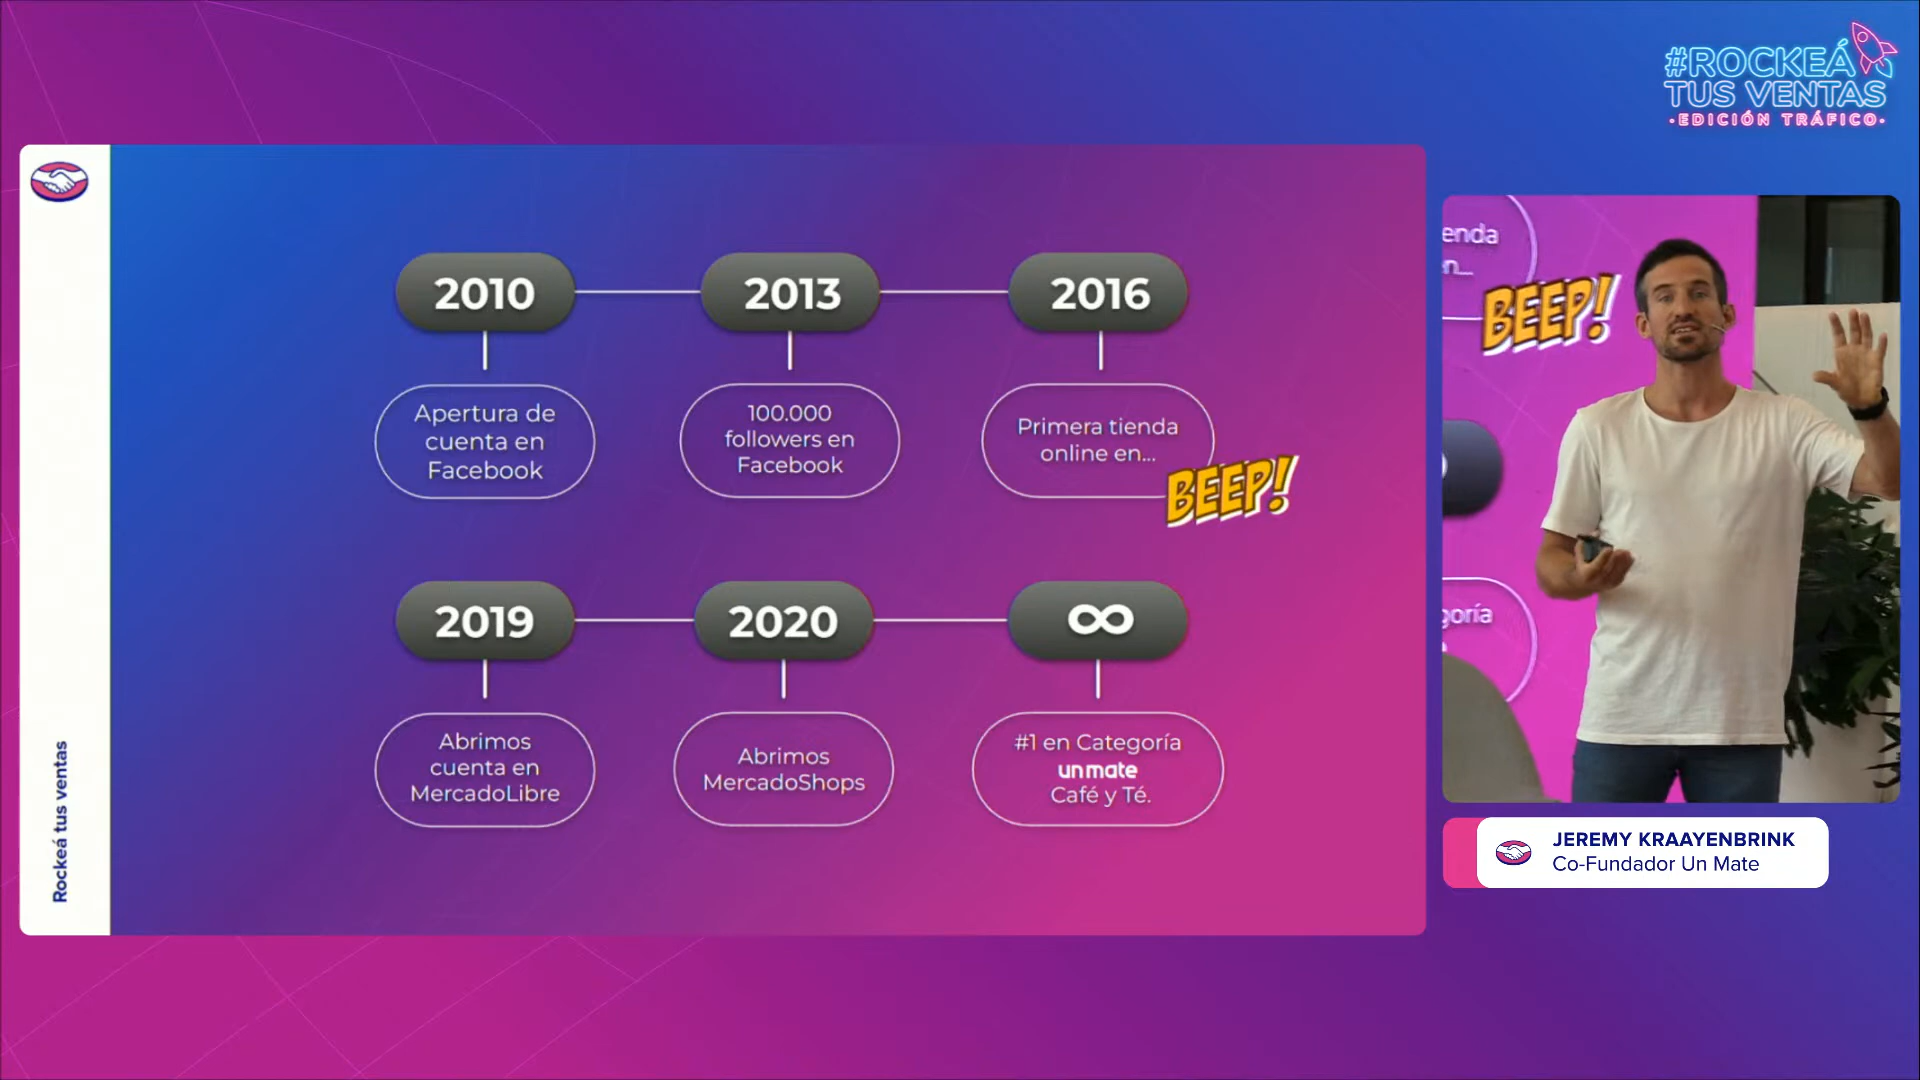 #ROCKEÁ
TUS VENTAS
•EDICIÓN TRÁFICO•
2010
2013
2016
Apertura de
cuenta en
Facebook
100.000
followers en
Facebook
Primera tienda
online en...
BEEP!
2019
2020
∞
Abrimos
cuenta en
MercadoLibre
Abrimos
MercadoShops
#1 en Categoría
unmate
Café y Té.
Rockeá tus ventas
enda
n...
BEEP!
goría
JEREMY KRAAYENBRINK
Co-Fundador Un Mate